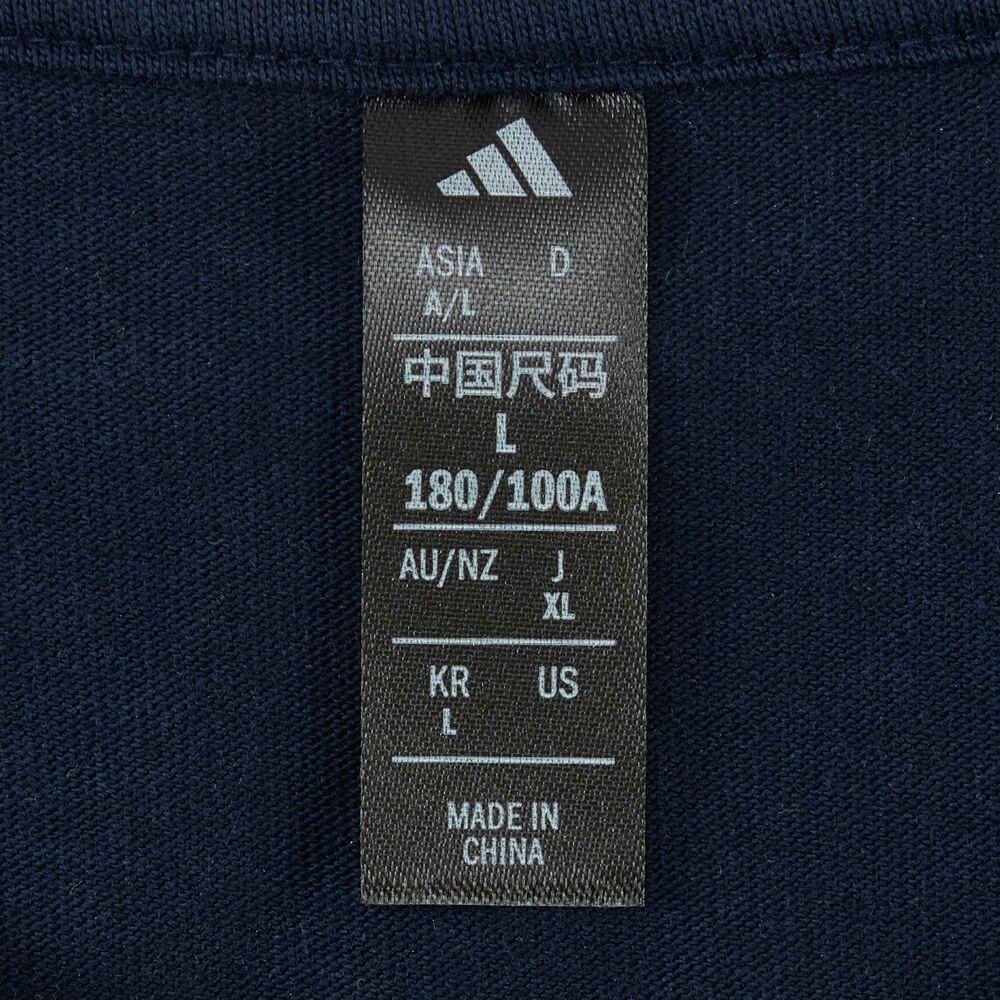 ASIA D
A/L
中国尺码
L
180/100A
AU/NZ J
XL
KR US
L
MADE IN
CHINA